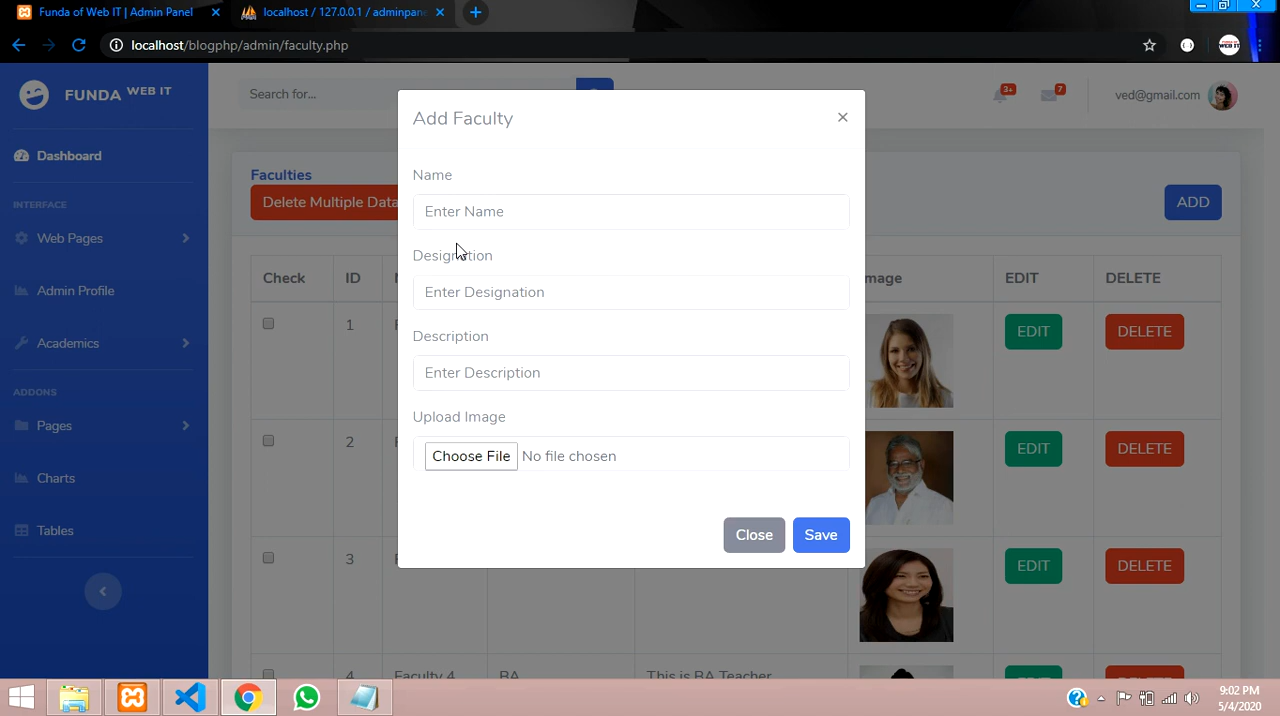 Funda of Web IT | Admin Panel
localhost / 127.0.0.1 / adminpan
localhost/blogphp/admin/faculty.php
FUNDA WEB IT
Search for...
3+
7
ved@gmail.com
Dashboard
INTERFACE
Web Pages
Admin Profile
Academics
ADDONS
Pages
Charts
Tables
Faculties
Delete Multiple Data
ADD
Check ID EDIT DELETE
1 EDIT DELETE
2 EDIT DELETE
3 EDIT DELETE
4 Faculty 4 BA This is BA Teacher
Add Faculty
Name
Enter Name
Designation
Enter Designation
Description
Enter Description
Upload Image
Choose File No file chosen
Close Save
9:02 PM
5/4/2020